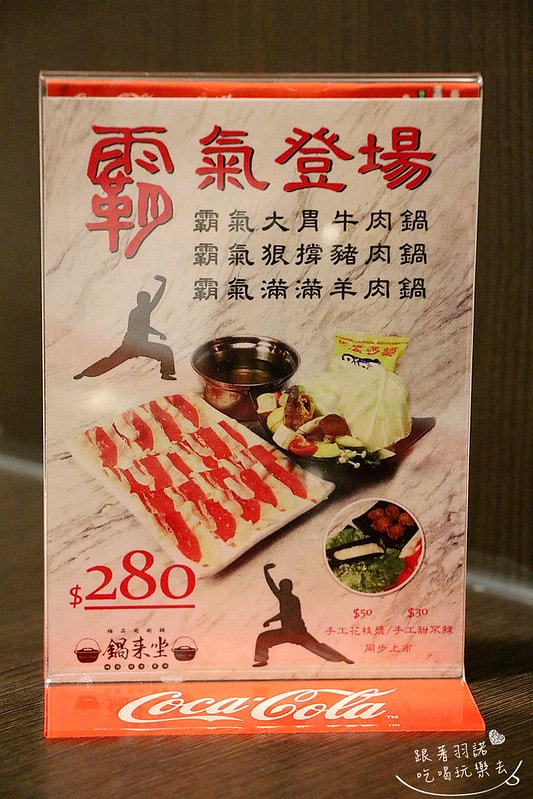 霸氣登場
霸氣大胃牛肉鍋
霸氣狠撐豬肉鍋
霸氣滿滿羊肉鍋
$280
$50 $30
手工花枝漿/手工甜不辣
同步上市
鍋來坐
Coca-Cola TM
跟著羽諾
吃喝玩樂去